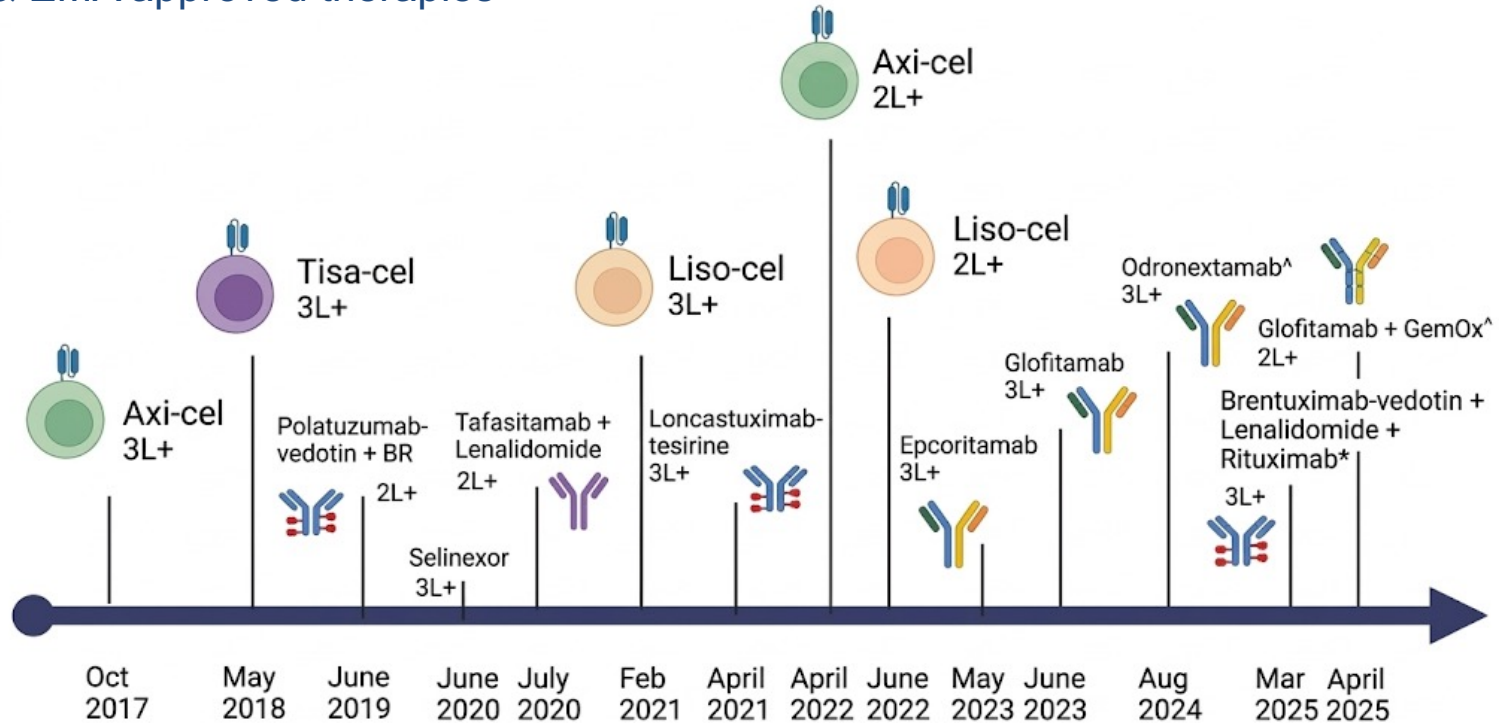 approved therapies
Axi-cel
2L+
Tisa-cel
3L+
Liso-cel
3L+
Liso-cel
2L+
Odronextamab^
3L+
Glofitamab + GemOx^
2L+
Axi-cel
3L+
Polatuzumab-
vedotin + BR
2L+
Selinexor
3L+
Tafasitamab +
Lenalidomide
2L+
Loncastuximab-
tesirine
3L+
Epcoritamab
3L+
Glofitamab
3L+
Brentuximab-vedotin +
Lenalidomide +
Rituximab*
3L+
Oct
2017
May
2018
June
2019
June
2020
July
2020
Feb
2021
April
2021
April
2022
June
2022
May
2023
June
2023
Aug
2024
Mar
2025
April
2025